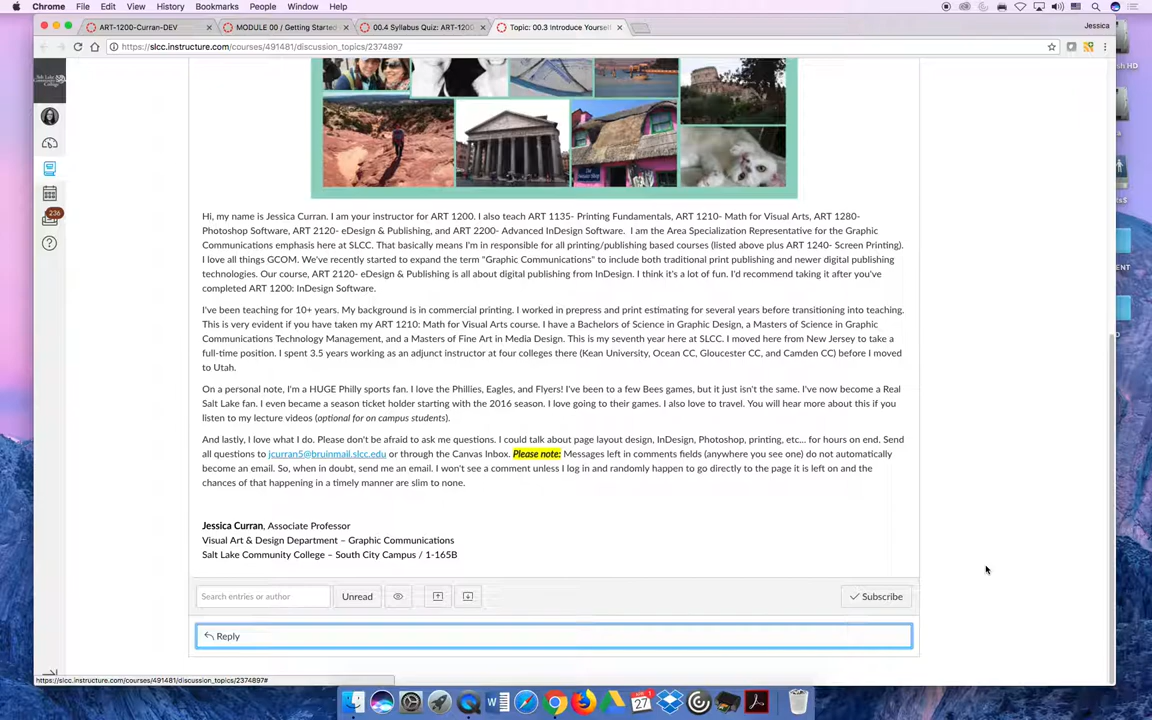 Chrome File Edit View History Bookmarks People Window Help
Jessica
ART-1200-Curran-DEV
MODULE 00 / Getting Started
00.4 Syllabus Quiz: ART-1200
Topic: 00.3 Introduce Yourself
https://slcc.instructure.com/courses/491481/discussion_topics/2374897
Salt Lake
Community
College
236
Hi, my name is Jessica Curran. I am your instructor for ART 1200. I also teach ART 1135- Printing Fundamentals, ART 1210- Math for Visual Arts, ART 1280-
Photoshop Software, ART 2120- eDesign & Publishing, and ART 2200- Advanced InDesign Software. I am the Area Specialization Representative for the Graphic
Communications emphasis here at SLCC. That basically means I'm in responsible for all printing/publishing based courses (listed above plus ART 1240- Screen Printing).
I love all things GCOM. We've recently started to expand the term "Graphic Communications" to include both traditional print publishing and newer digital publishing
technologies. Our course, ART 2120- eDesign & Publishing is all about digital publishing from InDesign. I think it's a lot of fun. I'd recommend taking it after you've
completed ART 1200: InDesign Software.
I've been teaching for 10+ years. My background is in commercial printing. I worked in prepress and print estimating for several years before transitioning into teaching.
This is very evident if you have taken my ART 1210: Math for Visual Arts course. I have a Bachelors of Science in Graphic Design, a Masters of Science in Graphic
Communications Technology Management, and a Masters of Fine Art in Media Design. This is my seventh year here at SLCC. I moved here from New Jersey to take a
full-time position. I spent 3.5 years working as an adjunct instructor at four colleges there (Kean University, Ocean CC, Gloucester CC, and Camden CC) before I moved
to Utah.
On a personal note, I'm a HUGE Philly sports fan. I love the Phillies, Eagles, and Flyers! I've been to a few Bees games, but it just isn't the same. I've now become a Real
Salt Lake fan. I even became a season ticket holder starting with the 2016 season. I love going to their games. I also love to travel. You will hear more about this if you
listen to my lecture videos (optional for on campus students).
And lastly, I love what I do. Please don't be afraid to ask me questions. I could talk about page layout design, InDesign, Photoshop, printing, etc... for hours on end. Send
all questions to jcurran5@bruinmail.slcc.edu or through the Canvas Inbox. Please note: Messages left in comments fields (anywhere you see one) do not automatically
become an email. So, when in doubt, send me an email. I won't see a comment unless I log in and randomly happen to go directly to the page it is left on and the
chances of that happening in a timely manner are slim to none.
Jessica Curran, Associate Professor
Visual Art & Design Department – Graphic Communications
Salt Lake Community College – South City Campus / 1-165B
Search entries or author
Unread
Subscribe
Reply
https://slcc.instructure.com/courses/491481/discussion_topics/2374897#
27